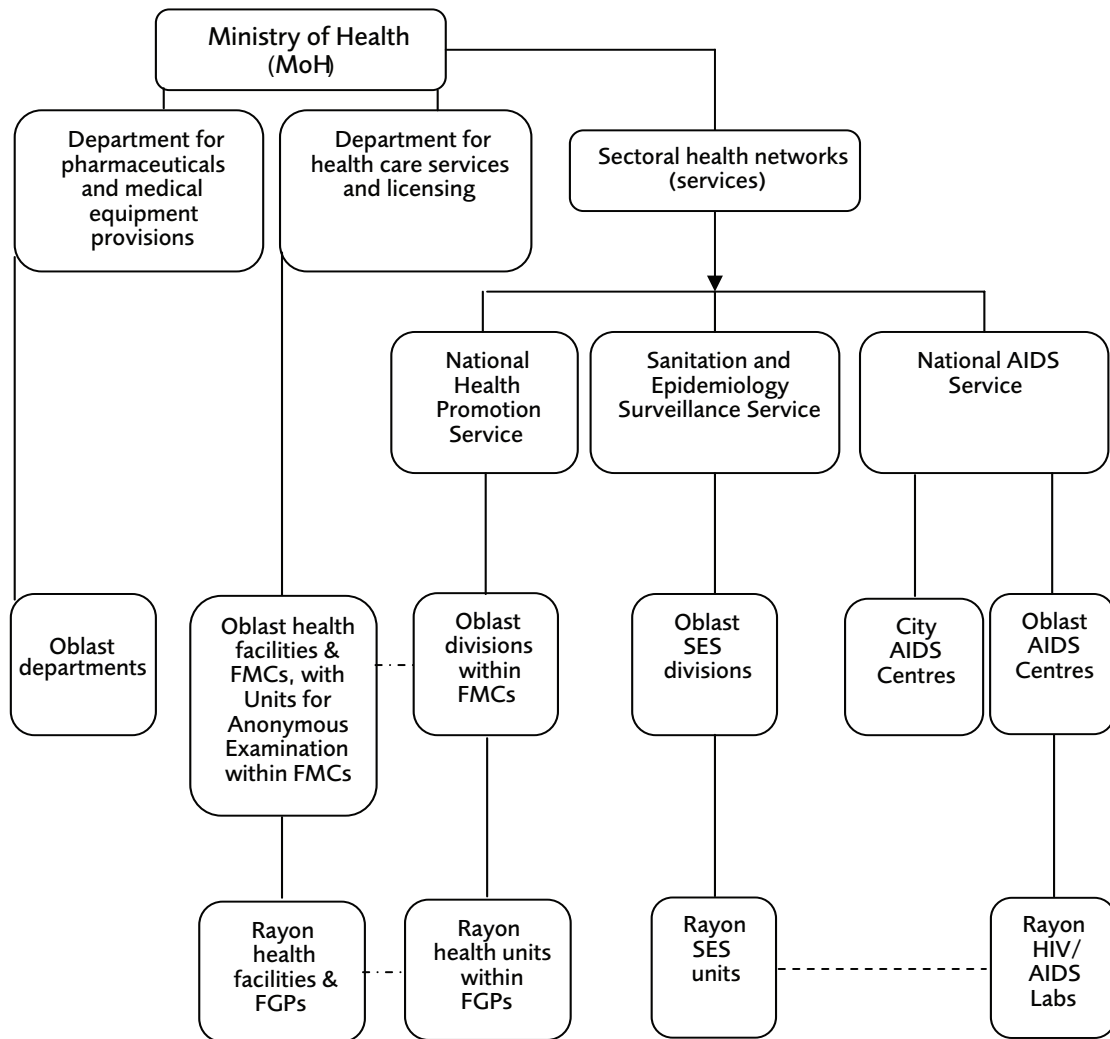 Ministry of Health
(MoH)
Department for
pharmaceuticals
and medical
equipment
provisions
Department for
health care services
and licensing
Sectoral health networks
(services)
National
Health
Promotion
Service
Sanitation and
Epidemiology
Surveillance Service
National AIDS
Service
Oblast
departments
Oblast health
facilities &
FMCs, with
Units for
Anonymous
Examination
within FMCs
Oblast
divisions
within
FMCs
Oblast
SES
divisions
City
AIDS
Centres
Oblast
AIDS
Centres
Rayon
health
facilities &
FGPs
Rayon
health units
within
FGPs
Rayon
SES
units
Rayon
HIV/
AIDS
Labs